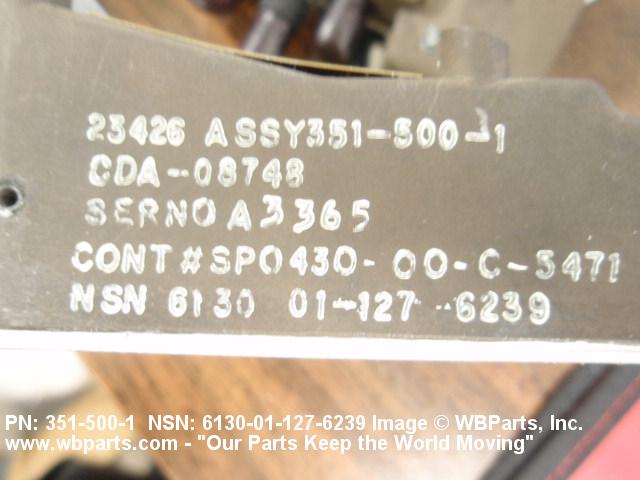 23426 ASSY351-500-1
CDA-08748
SERNO A3365
CONT#SPO430-00-C-5471
NSN 6130 01-127-6239
PN: 351-500-1 NSN: 6130-01-127-6239 Image © WBParts, Inc.
www.wbparts.com - "Our Parts Keep the World Moving"